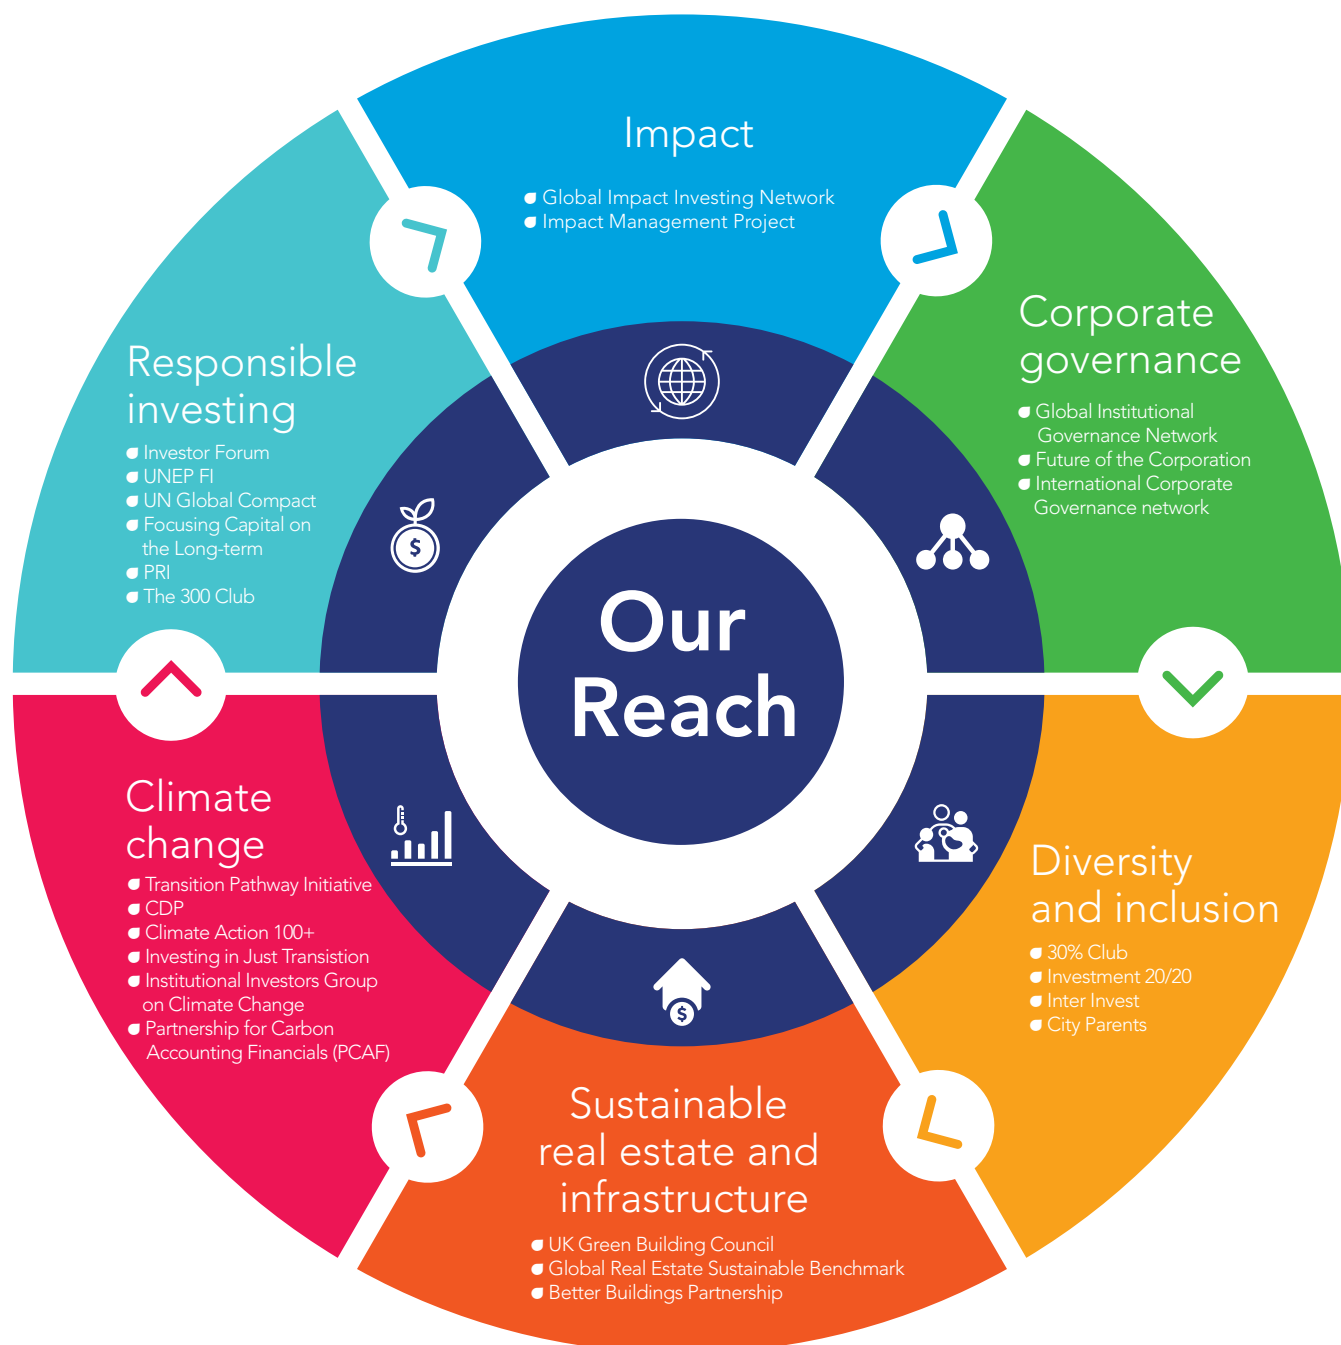 Impact
Global Impact Investing Network
Impact Management Project
Corporate
governance
Global Institutional
Governance Network
Future of the Corporation
International Corporate
Governance network
Diversity
and inclusion
30% Club
Investment 20/20
Inter Invest
City Parents
Sustainable
real estate and
infrastructure
UK Green Building Council
Global Real Estate Sustainable Benchmark
Better Buildings Partnership
Climate
change
Transition Pathway Initiative
CDP
Climate Action 100+
Investing in Just Transistion
Institutional Investors Group
on Climate Change
Partnership for Carbon
Accounting Financials (PCAF)
Responsible
investing
Investor Forum
UNEP FI
UN Global Compact
Focusing Capital on
the Long-term
PRI
The 300 Club
$
$
Our
Reach